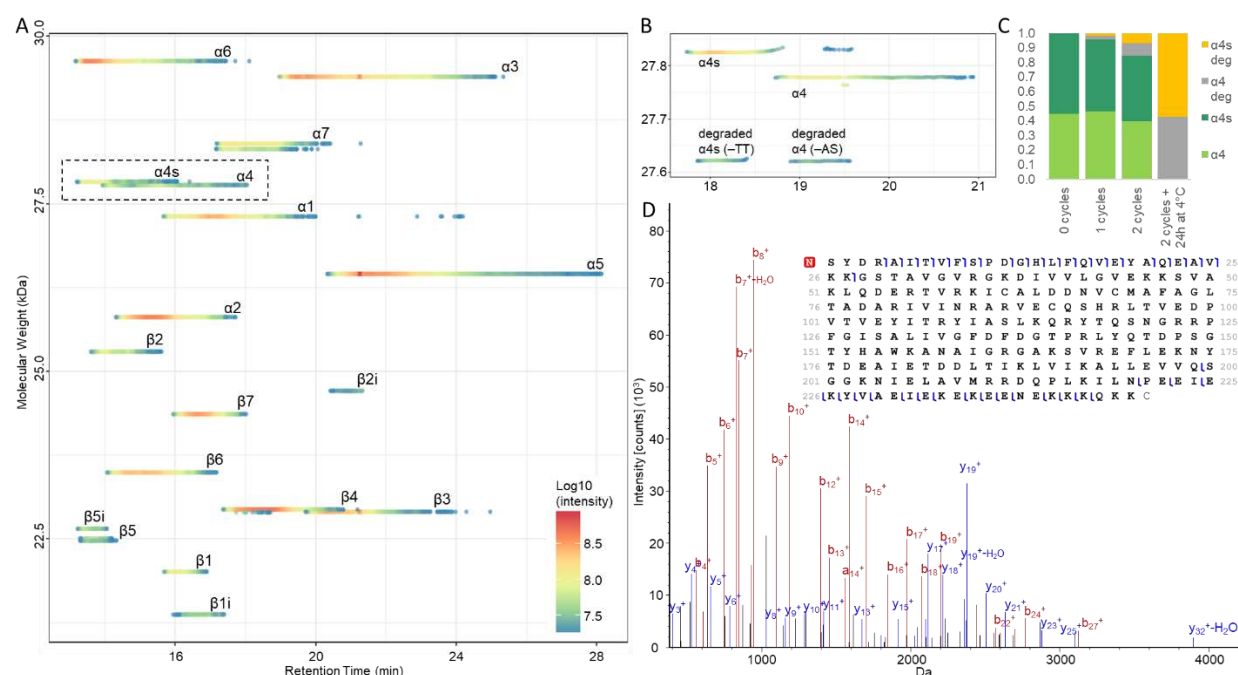 A
30.0
27.5
25.0
22.5
Molecular Weight (kDa)
16
20
24
28
Retention Time (min)
α6
α3
α7
α4s
α4
α1
α5
α2
β2
β2i
β7
β6
β4
β3
β5i
β5
β1
β1i
Log10
(intensity)
8.5
8.0
7.5
B
27.8
27.7
27.6
18
19
20
21
α4s
α4
degraded
α4s (–TT)
degraded
α4 (–AS)
C
1.0
0.9
0.8
0.7
0.6
0.5
0.4
0.3
0.2
0.1
0.0
0 cycles
1 cycles
2 cycles
2 cycles +
24h at 4°C
α4s
deg
α4
deg
α4s
α4
D
80
70
60
50
40
30
20
10
0
Intensity [counts] (10³)
1000
2000
3000
4000
Da
N S Y D R A I T V F S P D G H L F Q V E Y A Q E A V 25
26 K K G S T A V G V R G K D I V V L G V E K K S V A 50
51 K L Q D E R T V R K I C A L D D N V C M A F A G L 75
76 T A D A R I V I N R A R V E C Q S H R L T V E D P 100
101 V T V E Y I T R Y I A S L K Q R Y T Q S N G R R P 125
126 F G I S A L I V G F D F D G T P R L Y Q T D P S G 150
151 T Y H A W K A N A I G R G A K S V R E F L E K N Y 175
176 T D E A I E T D D L T I K L V I K A L L E V V Q S 200
201 G G K N I E L A V M R R D Q P L K I L N P E E I E 225
226 K Y V A E I E K E K E E N E K K K Q K K C
b₈⁺
b₇⁺-H₂O
b₇⁺
b₆⁺
b₅⁺
b₄⁺
b₉⁺
b₁₀⁺
b₁₂⁺
b₁₃⁺
b₁₄⁺
a₁₄⁺
b₁₅⁺
b₁₆⁺
b₁₇⁺
b₁₈⁺
b₁₉⁺
b₂₂⁺
b₂₄⁺
b₂₇⁺
y₃⁺
y₄⁺
y₅⁺
y₆⁺
y₈⁺
y₉⁺
y₁₀⁺
y₁₁⁺
y₁₃⁺
y₁₅⁺
y₁₇⁺
y₁₈⁺
y₁₉⁺
y₁₉⁺-H₂O
y₂₀⁺
y₂₁⁺
y₂₃⁺
y₂₅⁺
y₃₂⁺-H₂O